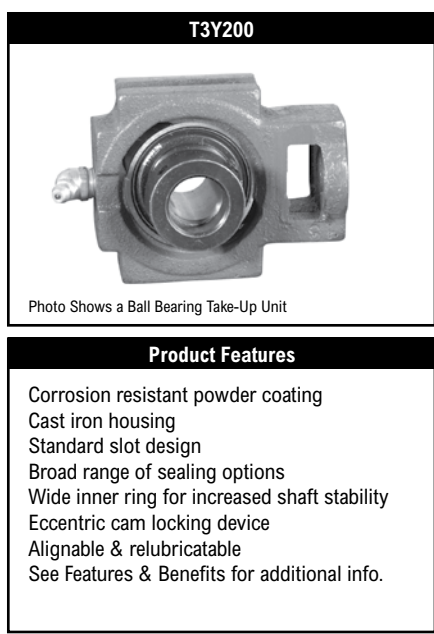 T3Y200
Photo Shows a Ball Bearing Take-Up Unit
Product Features
Corrosion resistant powder coating
Cast iron housing
Standard slot design
Broad range of sealing options
Wide inner ring for increased shaft stability
Eccentric cam locking device
Alignable & relubricatable
See Features & Benefits for additional info.